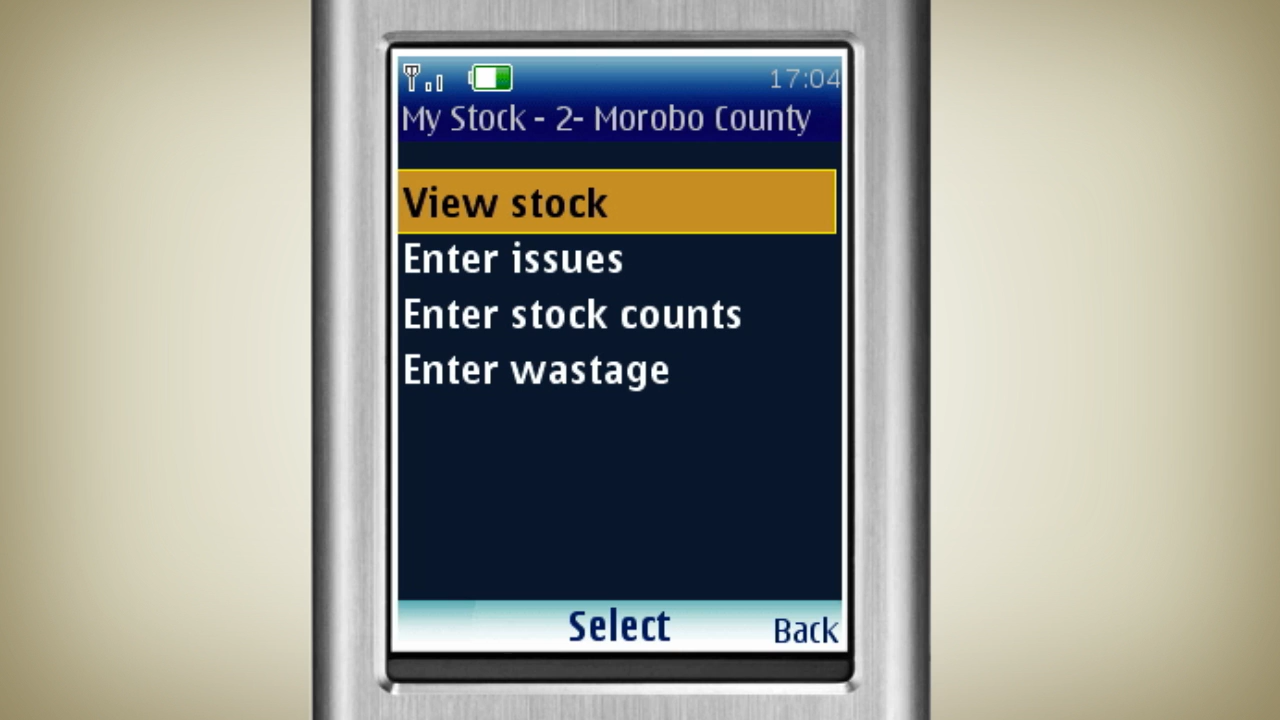 17:04
My Stock - 2- Morobo County
View stock
Enter issues
Enter stock counts
Enter wastage
Select
Back